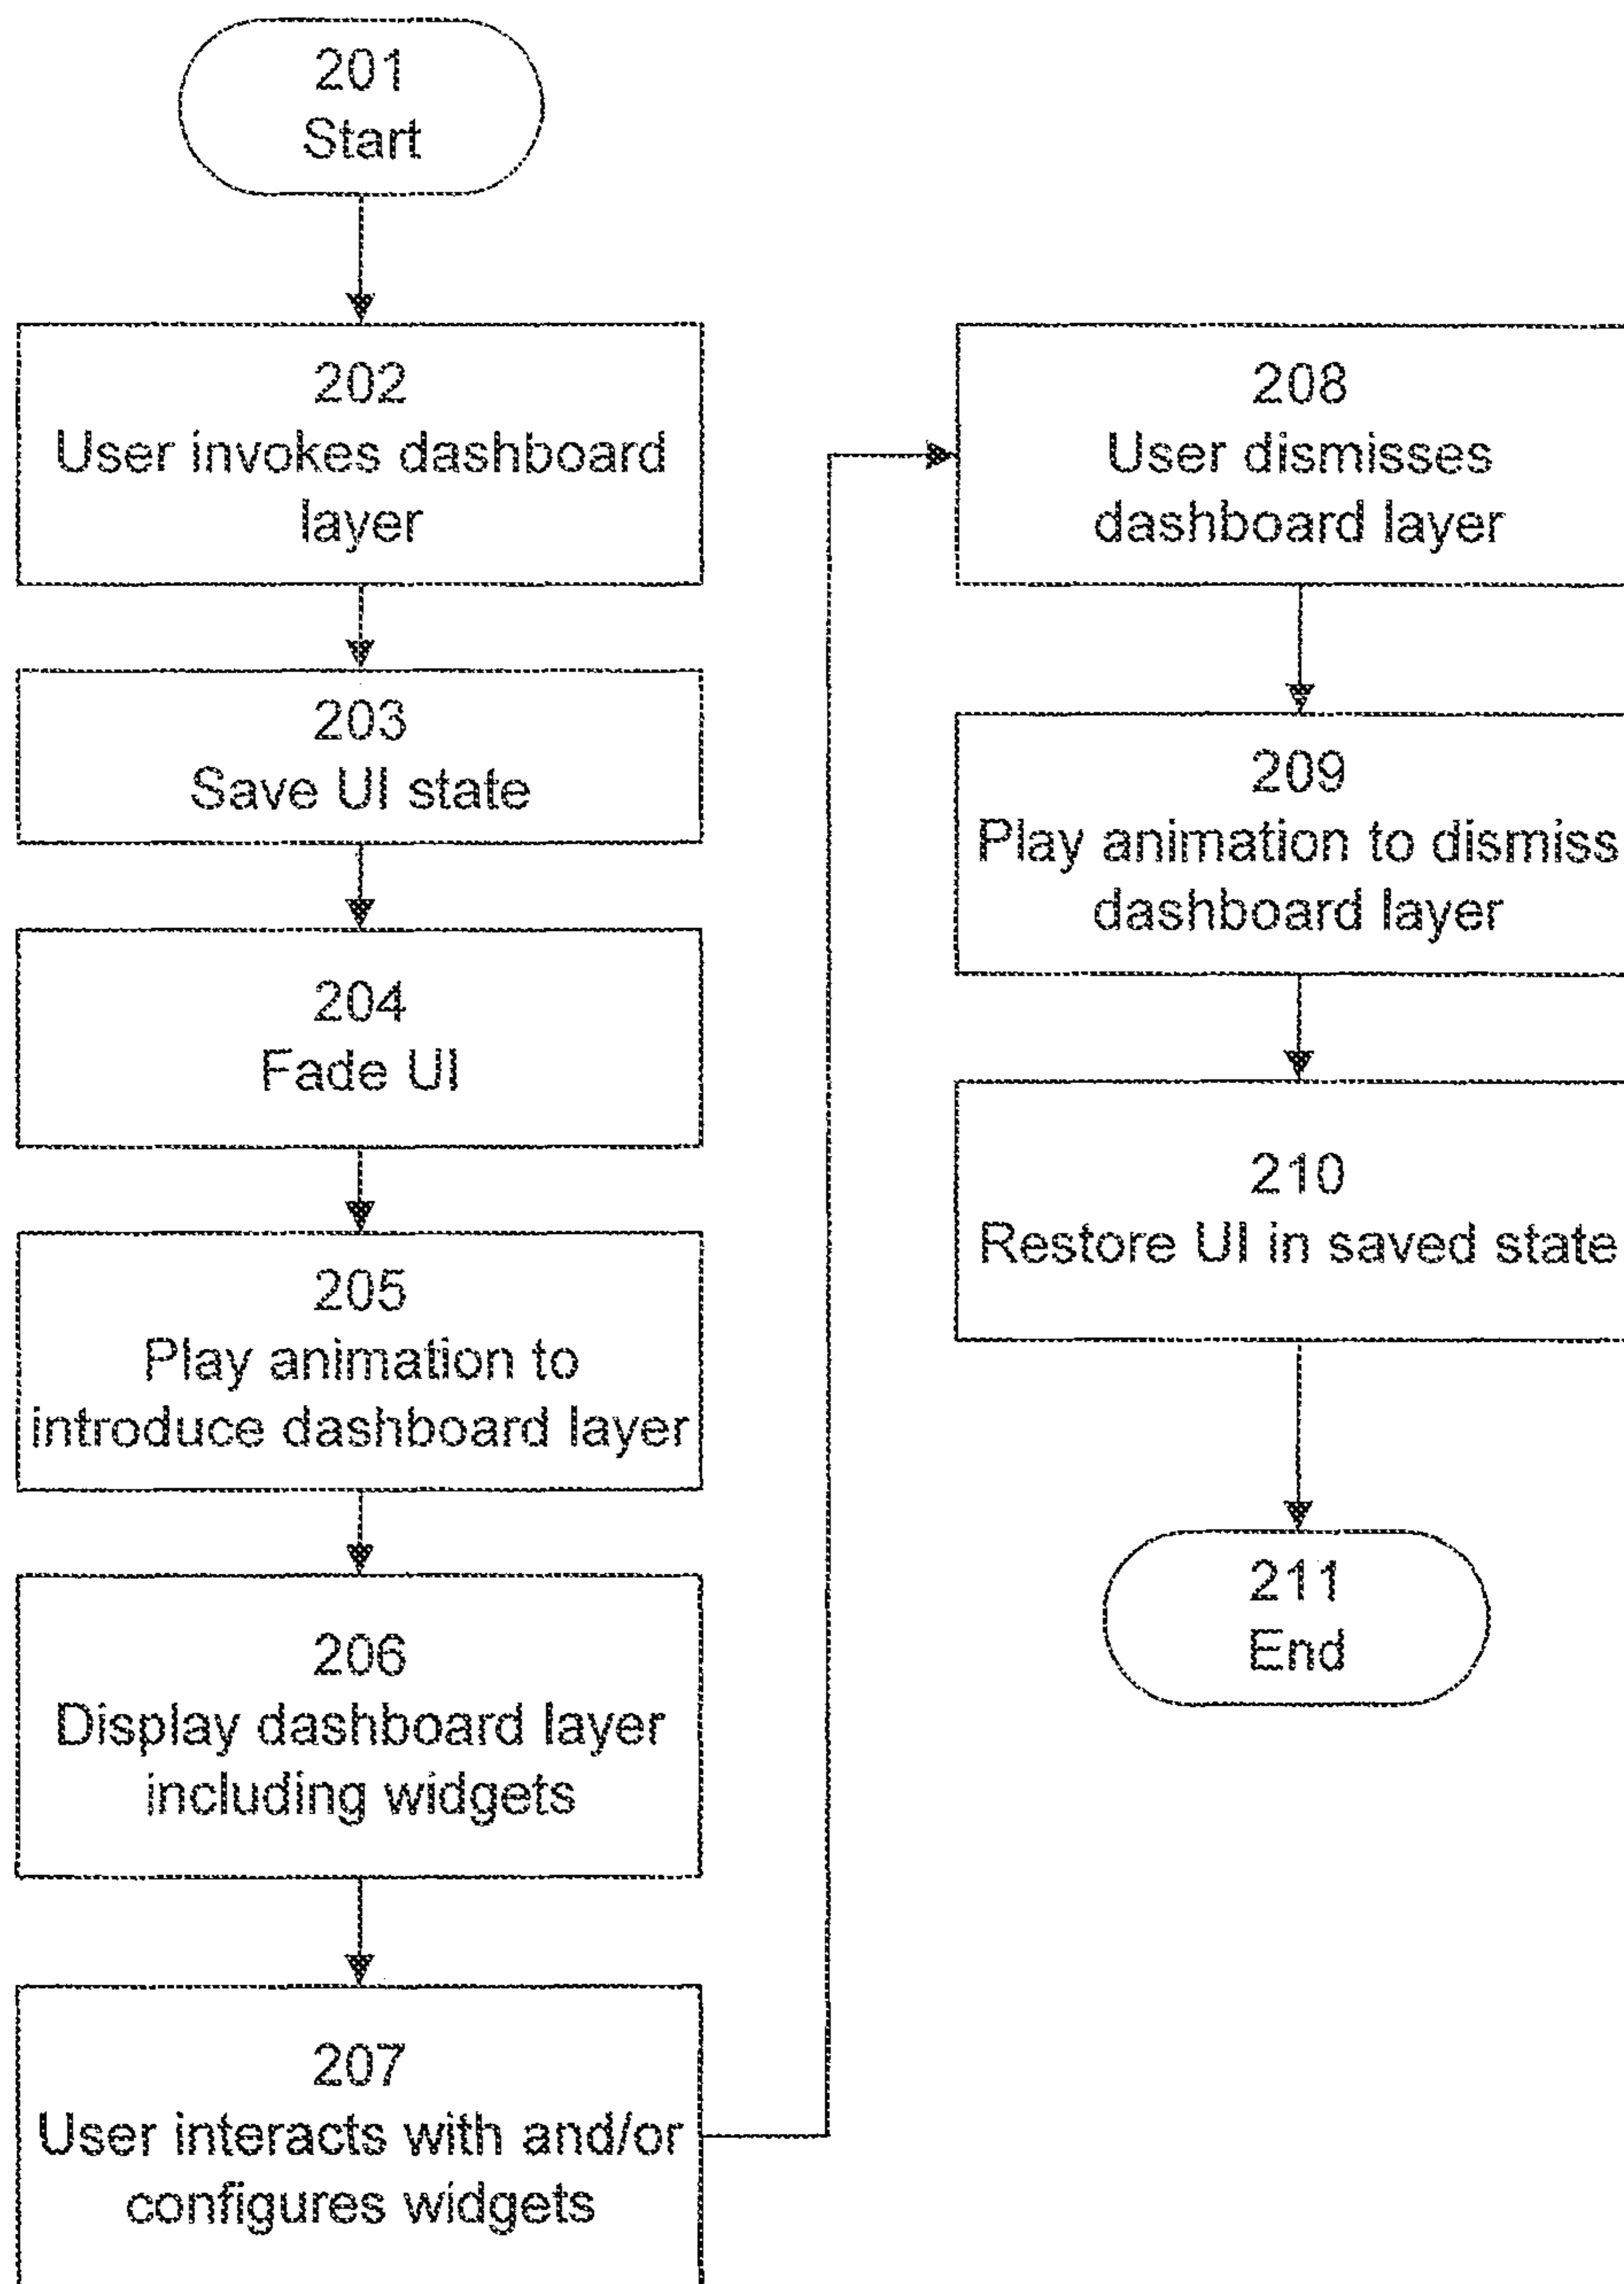 201
Start
202
User invokes dashboard
layer
203
Save UI state
204
Fade UI
205
Play animation to
introduce dashboard layer
206
Display dashboard layer
including widgets
207
User interacts with and/or
configures widgets
208
User dismisses
dashboard layer
209
Play animation to dismiss
dashboard layer
210
Restore UI in saved state
211
End